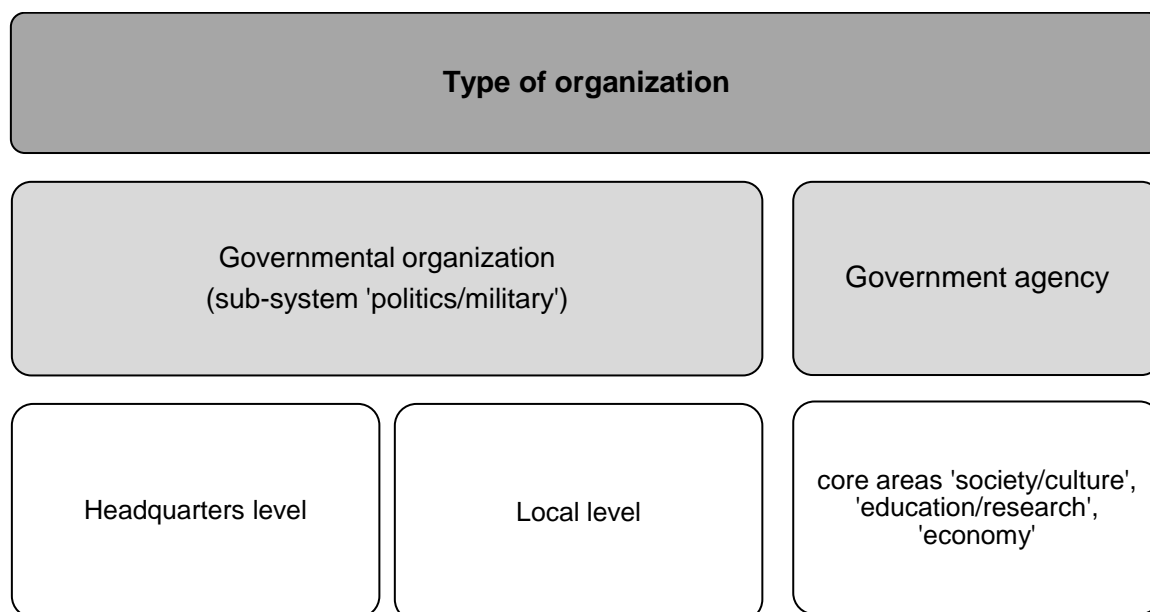 Type of organization
Governmental organization
(sub-system 'politics/military')
Government agency
Headquarters level
Local level
core areas 'society/culture',
'education/research',
'economy'